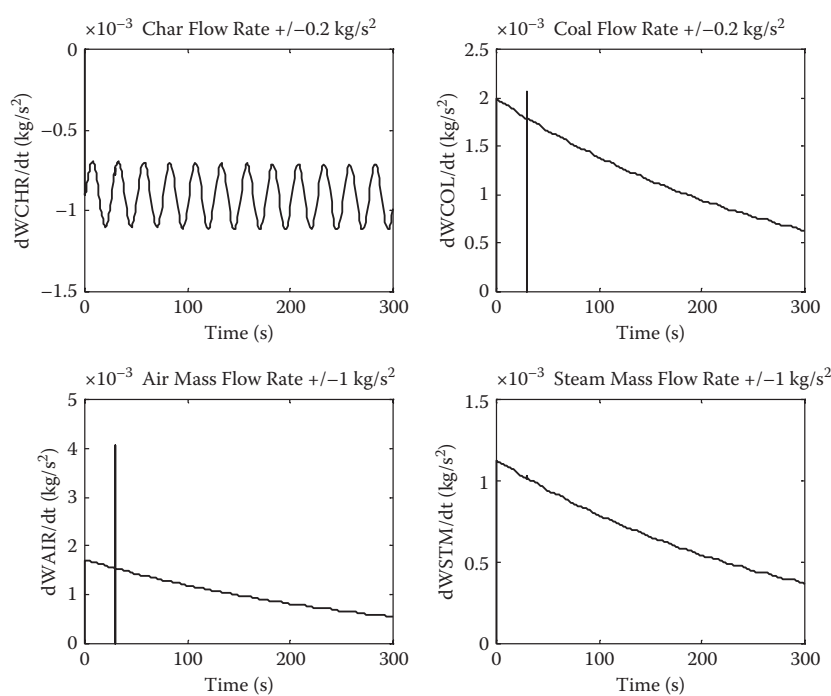 ×10⁻³ Char Flow Rate +/−0.2 kg/s²
0
−0.5
−1
−1.5
dWCHR/dt (kg/s²)
0 100 200 300
Time (s)
×10⁻³ Coal Flow Rate +/−0.2 kg/s²
2.5
2
1.5
1
0.5
0
dWCOL/dt (kg/s²)
0 100 200 300
Time (s)
×10⁻³ Air Mass Flow Rate +/−1 kg/s²
5
4
3
2
1
0
dWAIR/dt (kg/s²)
0 100 200 300
Time (s)
×10⁻³ Steam Mass Flow Rate +/−1 kg/s²
1.5
1
0.5
0
dWSTM/dt (kg/s²)
0 100 200 300
Time (s)